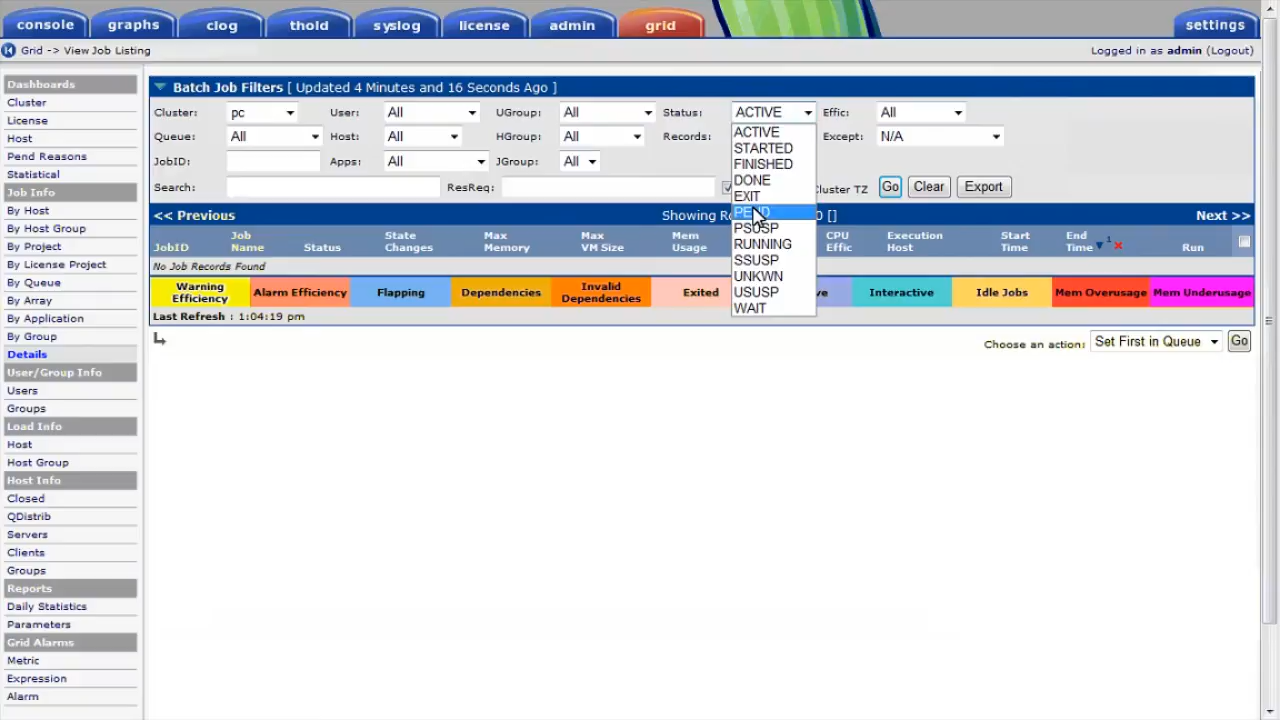 console graphs clog thold syslog license admin grid settings
Grid -> View Job Listing Logged in as admin (Logout)
Dashboards
Cluster
License
Host
Pend Reasons
Statistical
Job Info
By Host
By Host Group
By Project
By License Project
By Queue
By Array
By Application
By Group
Details
User/Group Info
Users
Groups
Load Info
Host
Host Group
Host Info
Closed
QDistrib
Servers
Clients
Groups
Reports
Daily Statistics
Parameters
Grid Alarms
Metric
Expression
Alarm
Batch Job Filters [ Updated 4 Minutes and 16 Seconds Ago ]
Cluster: pc User: All UGroup: All Status: ACTIVE Effic: All
Queue: All Host: All HGroup: All Records: Except: N/A
JobID: Apps: All JGroup: All
Search: ResReq: Cluster TZ Go Clear Export
ACTIVE
STARTED
FINISHED
DONE
EXIT
PEND
PSUSP
RUNNING
SSUSP
UNKWN
USUSP
WAIT
<< Previous Showing Ro 0 [] Next >>
JobID Job Name Status State Changes Max Memory Max VM Size Mem Usage CPU Effic Execution Host Start Time End Time 1 Run
No Job Records Found
Warning Efficiency Alarm Efficiency Flapping Dependencies Invalid Dependencies Exited ve Interactive Idle Jobs Mem Overusage Mem Underusage
Last Refresh : 1:04:19 pm
Choose an action: Set First in Queue Go